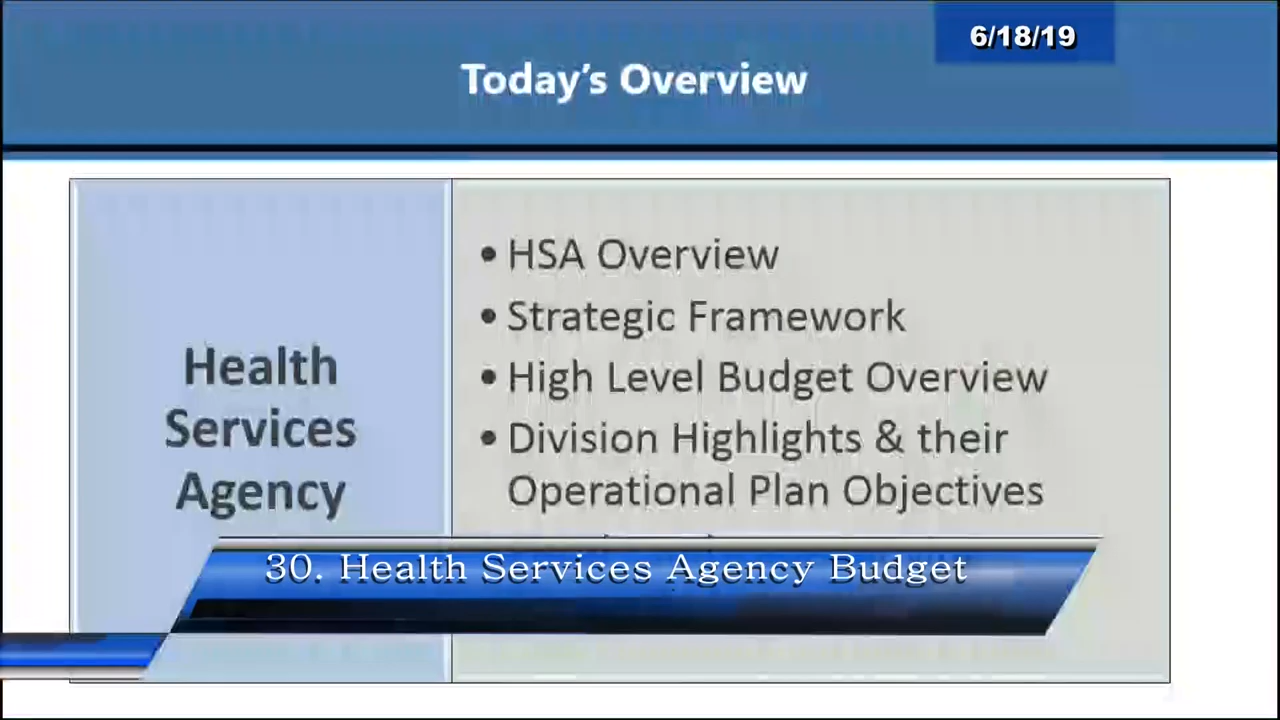 6/18/19
Today's Overview
Health
Services
Agency
• HSA Overview
• Strategic Framework
• High Level Budget Overview
• Division Highlights & their
Operational Plan Objectives
30. Health Services Agency Budget